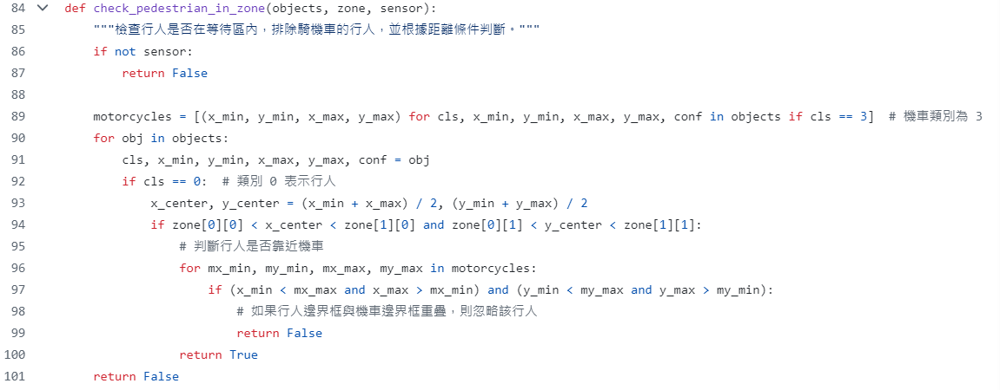 84 def check_pedestrian_in_zone(objects, zone, sensor):
85     """檢查行人是否在等待區內，排除騎機車的行人，並根據距離條件判斷。"""
86     if not sensor:
87         return False
88
89     motorcycles = [(x_min, y_min, x_max, y_max) for cls, x_min, y_min, x_max, y_max, conf in objects if cls == 3]  # 機車類別為 3
90     for obj in objects:
91         cls, x_min, y_min, x_max, y_max, conf = obj
92         if cls == 0:  # 類別 0 表示行人
93             x_center, y_center = (x_min + x_max) / 2, (y_min + y_max) / 2
94             if zone[0][0] < x_center < zone[1][0] and zone[0][1] < y_center < zone[1][1]:
95                 # 判斷行人是否靠近機車
96                 for mx_min, my_min, mx_max, my_max in motorcycles:
97                     if (x_min < mx_max and x_max > mx_min) and (y_min < my_max and y_max > my_min):
98                         # 如果行人邊界框與機車邊界框重疊，則忽略該行人
99                         return False
100                 return True
101     return False